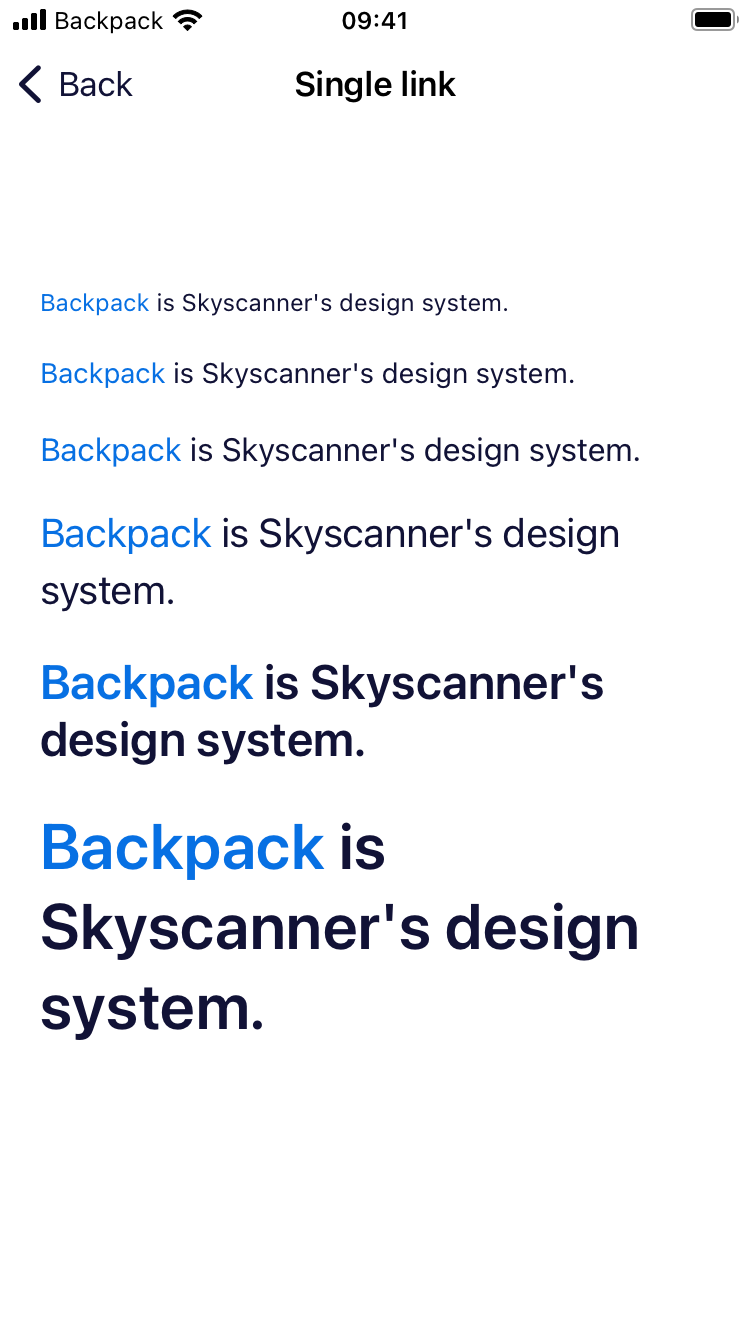 Backpack 09:41
Back Single link
Backpack is Skyscanner's design system.
Backpack is Skyscanner's design system.
Backpack is Skyscanner's design system.
Backpack is Skyscanner's design
system.
Backpack is Skyscanner's
design system.
Backpack is
Skyscanner's design
system.